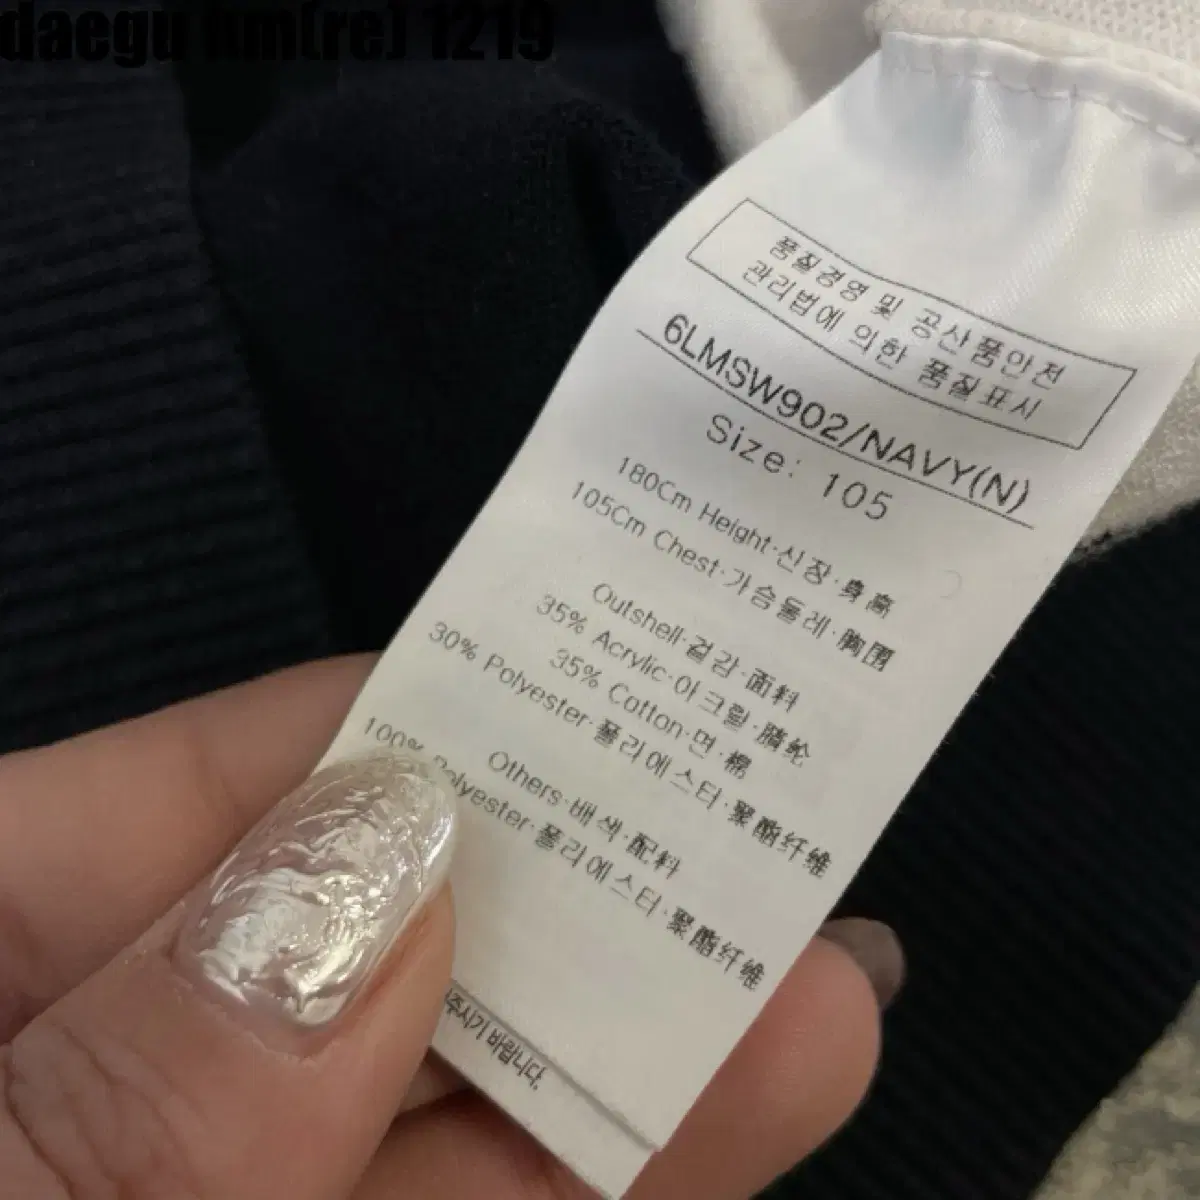 daegu hm(re) 1219
품질경영 및 공산품안전
관리법에 의한 품질표시
6LMSW902/NAVY(N)
Size: 105
180Cm Height·신장·身高
105Cm Chest·가슴둘레·胸围
Outshell·겉감·面料
35% Acrylic·아크릴·腈纶
35% Cotton·면·棉
30% Polyester·폴리에스터·聚酯纤维
Others·배색·配料
100% Polyester·폴리에스터·聚酯纤维
바랍니다.